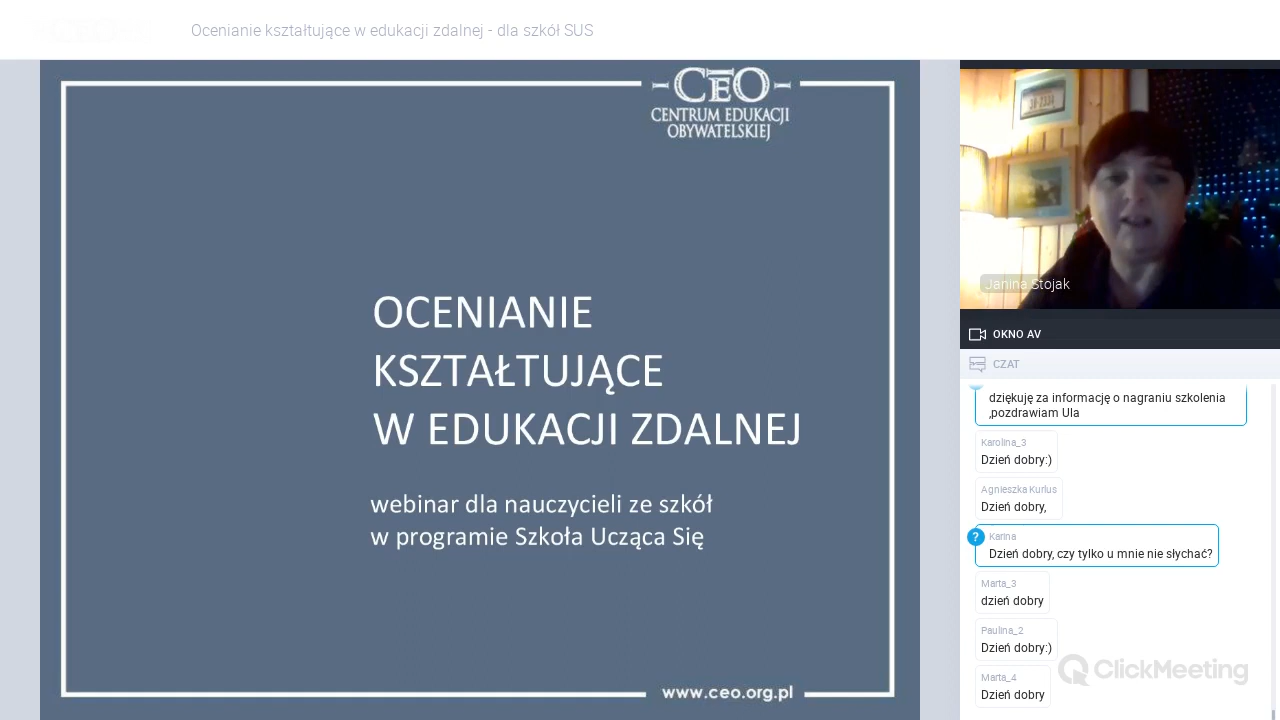 Ocenianie kształtujące w edukacji zdalnej - dla szkół SUS
CEO
CENTRUM EDUKACJI
OBYWATELSKIEJ
OCENIANIE
KSZTAŁTUJĄCE
W EDUKACJI ZDALNEJ
webinar dla nauczycieli ze szkół
w programie Szkoła Ucząca Się
www.ceo.org.pl
Janina Stojak
OKNO AV
CZAT
dziękuję za informację o nagraniu szkolenia
,pozdrawiam Ula
Karolina_3
Dzień dobry:)
Agnieszka Kurlus
Dzień dobry,
?
Karina
Dzień dobry, czy tylko u mnie nie słychać?
Marta_3
dzień dobry
Paulina_2
Dzień dobry:)
Marta_4
Dzień dobry
ClickMeeting